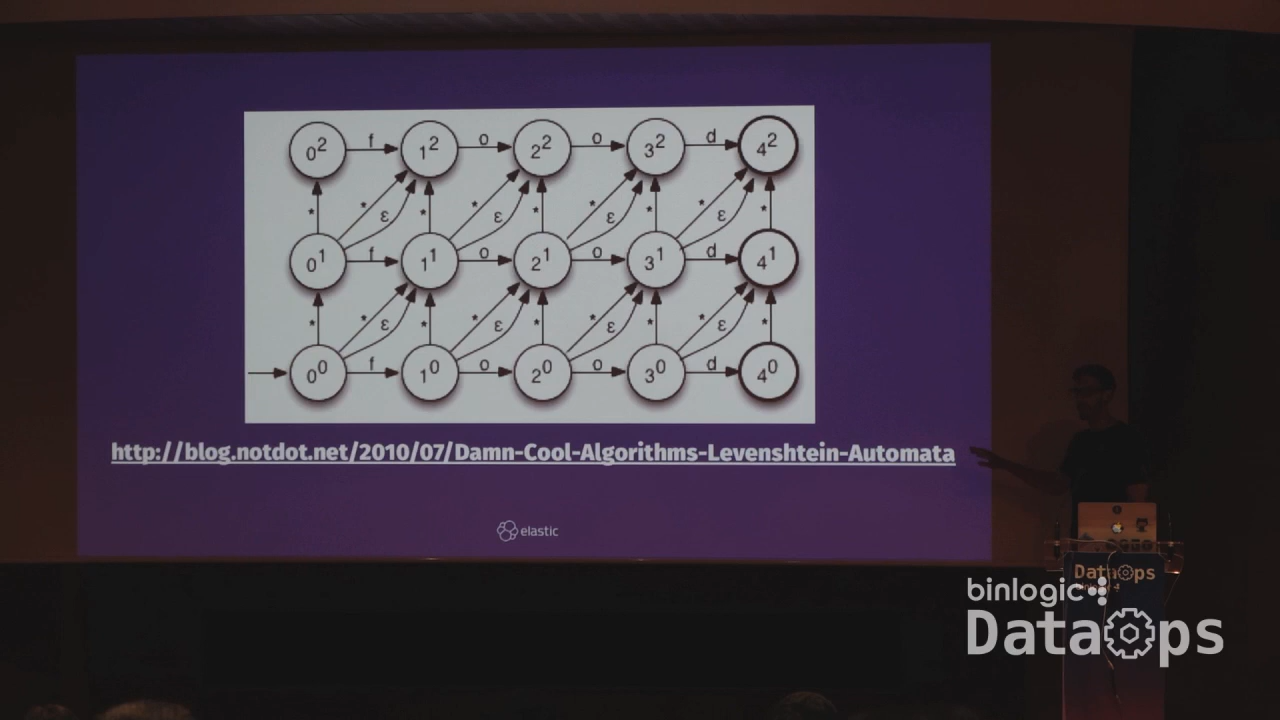 0² f 1² o 2² o 3² d 4²
* * ε * * ε * * ε * * ε *
0¹ f 1¹ o 2¹ o 3¹ d 4¹
* * ε * * ε * * ε * * ε *
0⁰ f 1⁰ o 2⁰ o 3⁰ d 4⁰
http://blog.notdot.net/2010/07/Damn-Cool-Algorithms-Levenshtein-Automata
elastic
DataOps
binlogic
DataOps